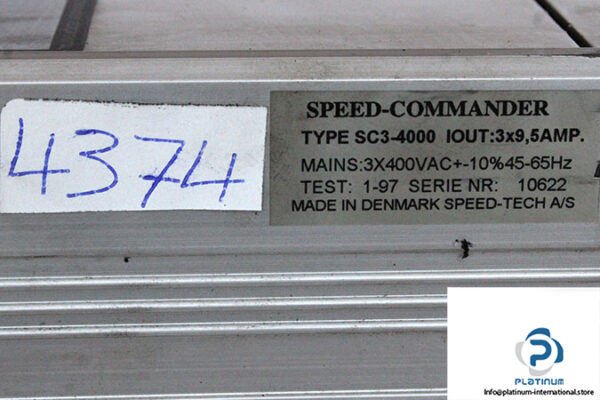 4374
SPEED-COMMANDER
TYPE SC3-4000 IOUT:3x9,5AMP.
MAINS:3X400VAC+-10%45-65Hz
TEST: 1-97 SERIE NR: 10622
MADE IN DENMARK SPEED-TECH A/S
PLATINUM
Info@platinum-international.store